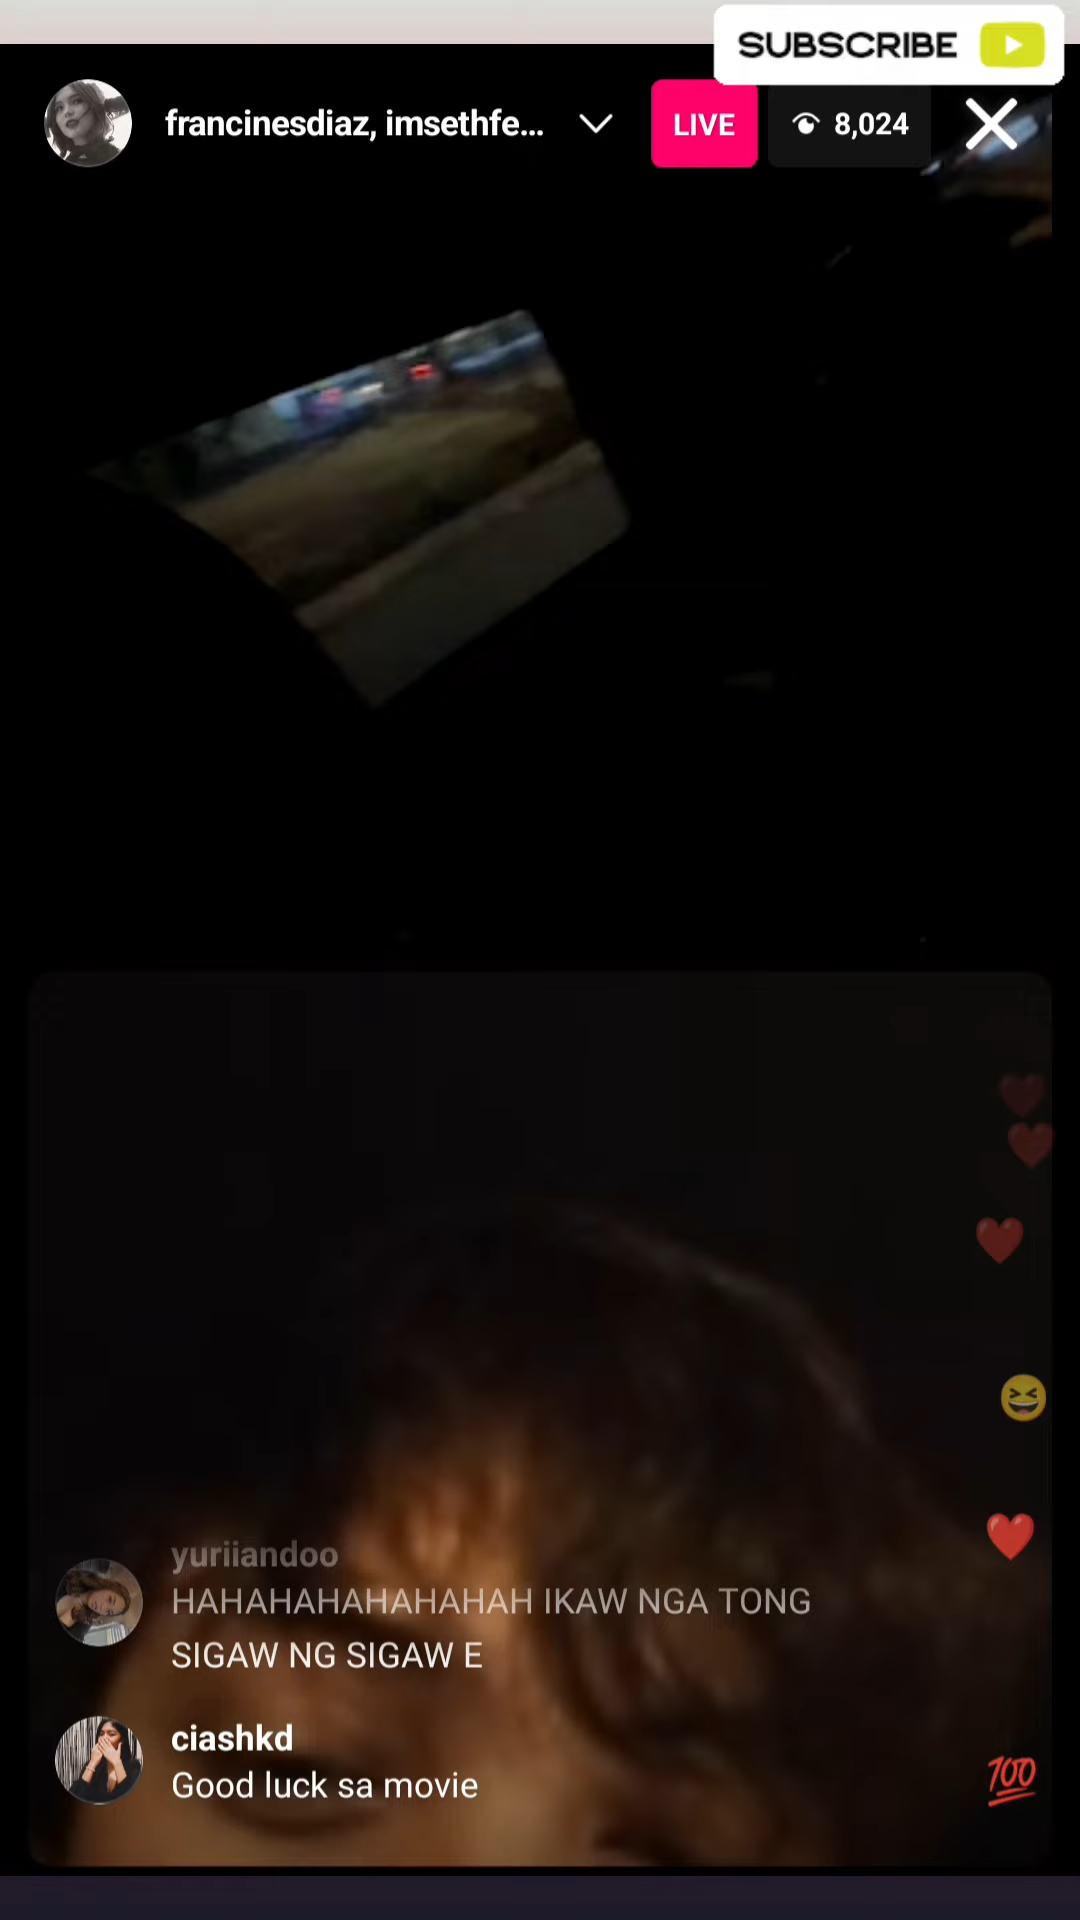 SUBSCRIBE
francinesdiaz, imsethfe...
LIVE
8,024
yuriiandoo
HAHAHAHAHAHAHAH IKAW NGA TONG
SIGAW NG SIGAW E
ciashkd
Good luck sa movie
💯